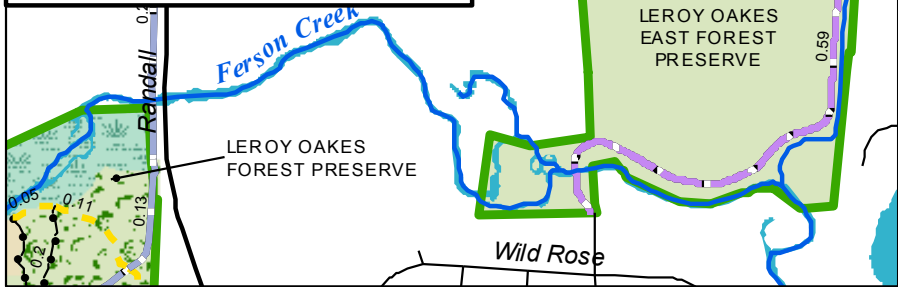 LEROY OAKES
EAST FOREST
PRESERVE
0.59
Ferson Creek
Randall
LEROY OAKES
FOREST PRESERVE
0.05
0.11
0.13
0.2
Wild Rose